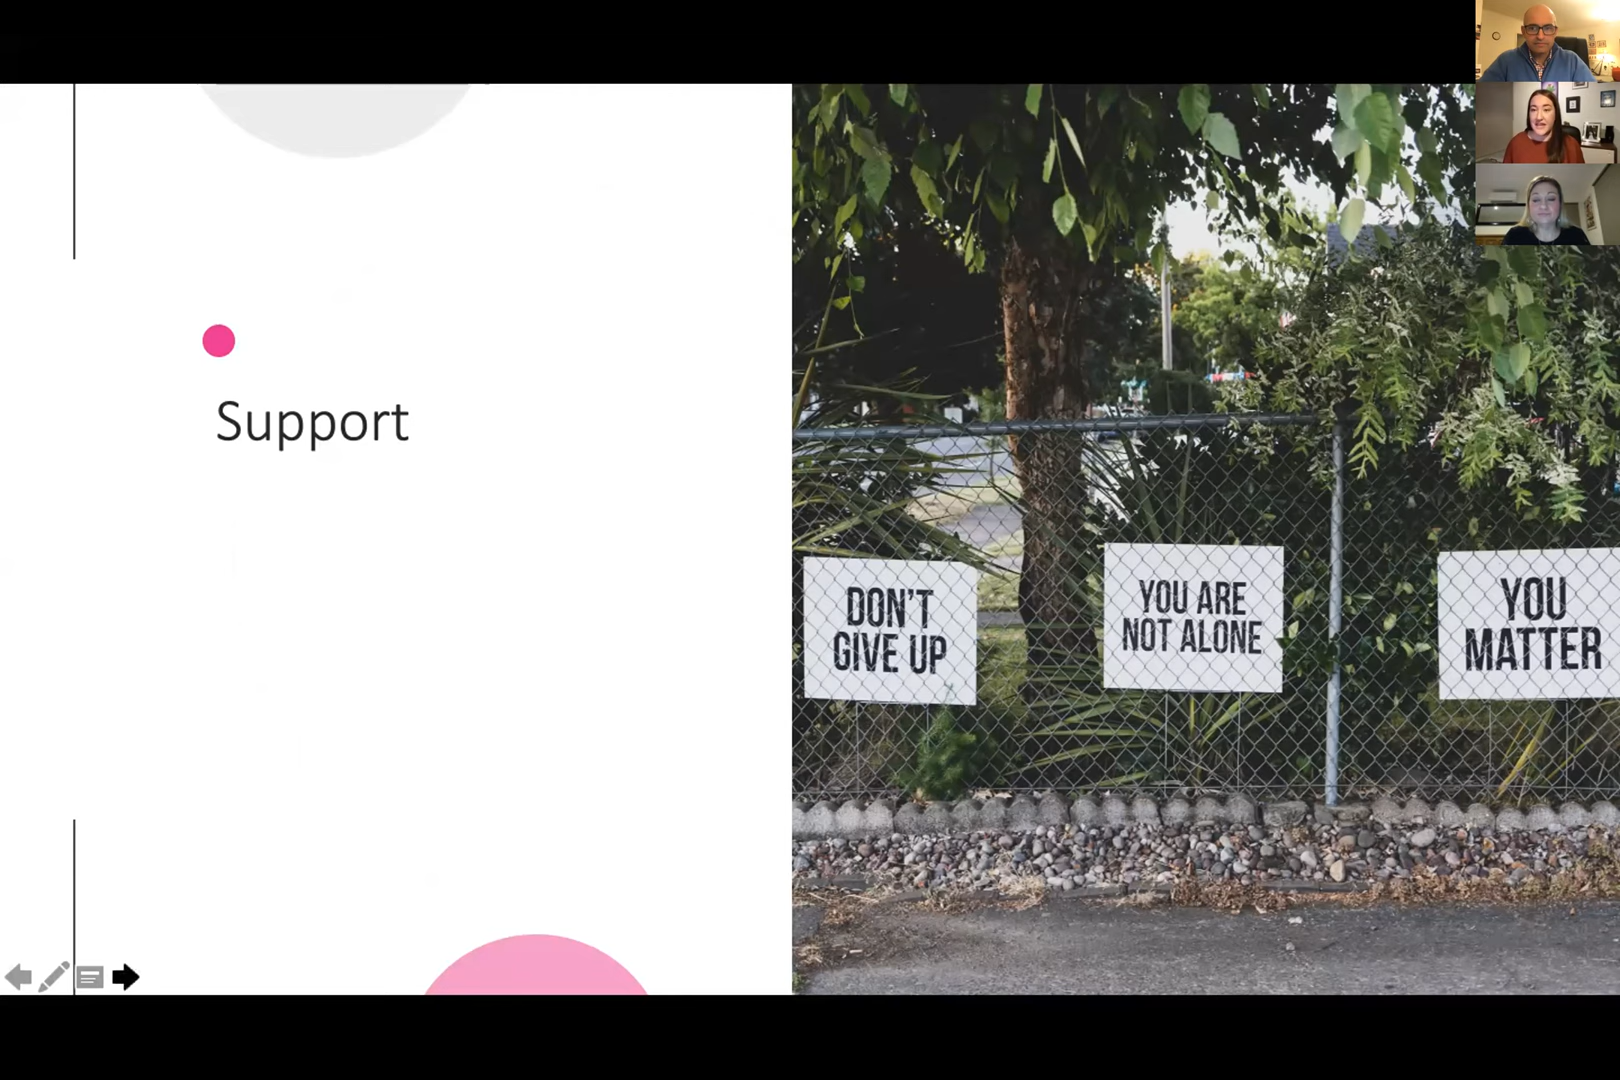 Support
DON'T
GIVE UP
YOU ARE
NOT ALONE
YOU
MATTER